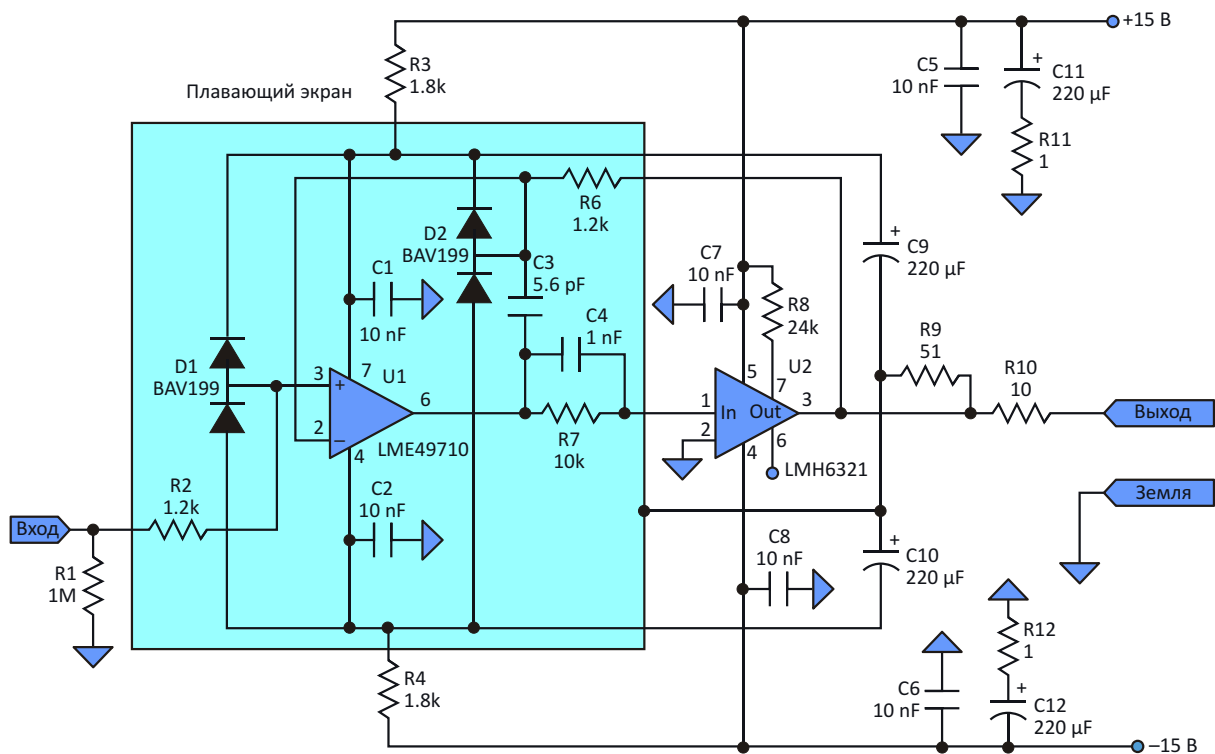 +15 В
R3
1.8k
Плавающий экран
C5
10 nF
+
C11
220 µF
R11
1
R6
1.2k
D2
BAV199
C3
5.6 pF
C1
10 nF
C7
10 nF
R8
24k
+
C9
220 µF
C4
1 nF
R9
51
R10
10
D1
BAV199
3
+
7
U1
6
2
–
4
LME49710
R7
10k
5
U2
7
1
In
Out
3
2
6
4
LMH6321
Выход
R2
1.2k
C2
10 nF
Вход
R1
1M
Земля
C8
10 nF
+
C10
220 µF
R12
1
R4
1.8k
C6
10 nF
+
C12
220 µF
–15 В